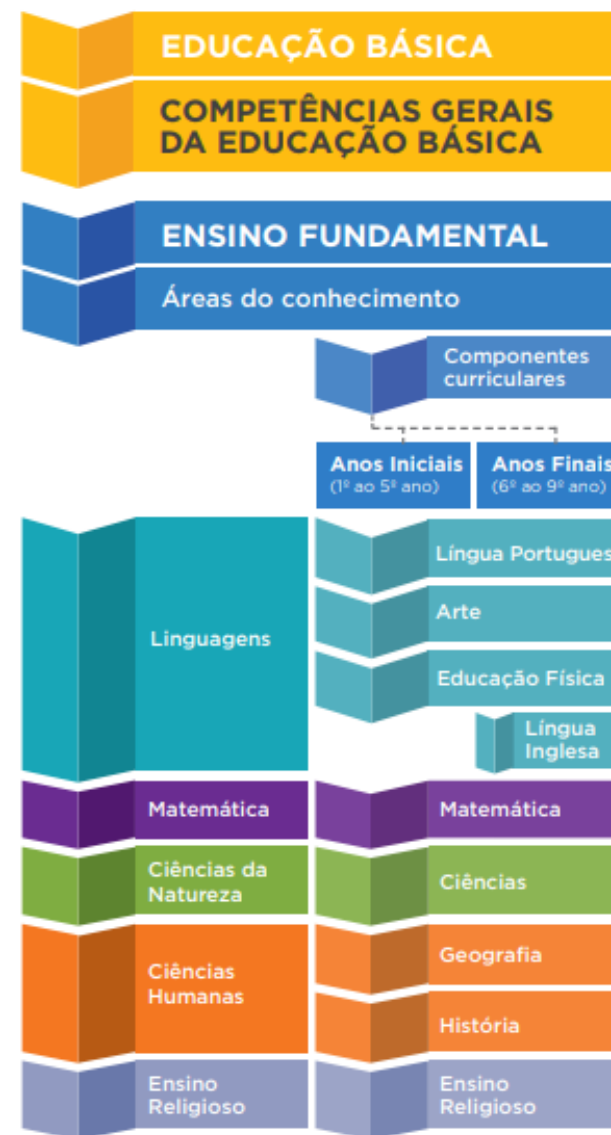 EDUCAÇÃO BÁSICA
COMPETÊNCIAS GERAIS
DA EDUCAÇÃO BÁSICA
ENSINO FUNDAMENTAL
Áreas do conhecimento
Componentes
curriculares
Anos Iniciais
(1º ao 5º ano)
Anos Finais
(6º ao 9º ano)
Linguagens
Língua Portugues
Arte
Educação Física
Língua
Inglesa
Matemática
Matemática
Ciências da
Natureza
Ciências
Ciências
Humanas
Geografia
História
Ensino
Religioso
Ensino
Religioso